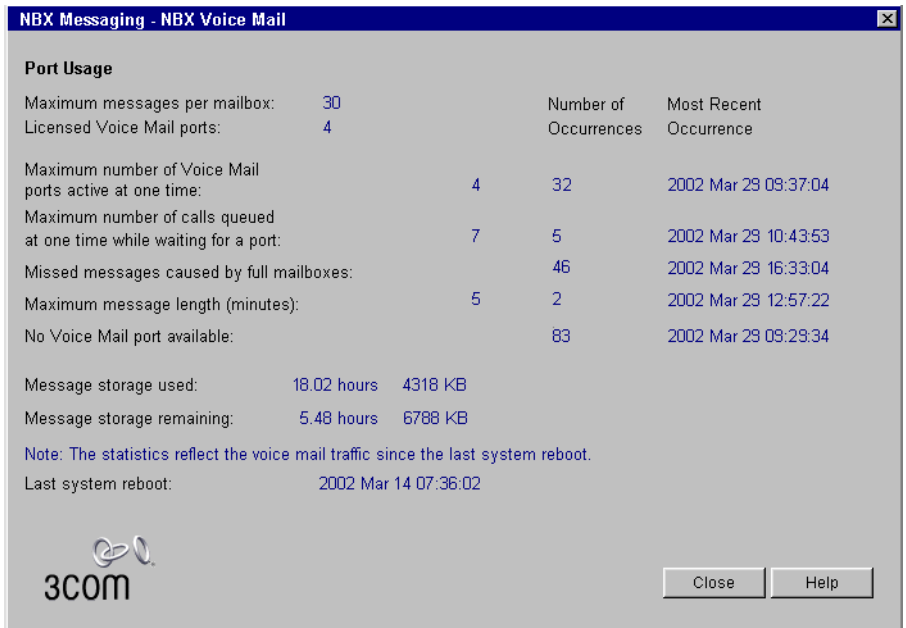 NBX Messaging - NBX Voice Mail
Port Usage
Maximum messages per mailbox: 30 Number of Most Recent
Licensed Voice Mail ports: 4 Occurrences Occurrence
Maximum number of Voice Mail
ports active at one time: 4 32 2002 Mar 29 09:37:04
Maximum number of calls queued
at one time while waiting for a port: 7 5 2002 Mar 29 10:43:53
Missed messages caused by full mailboxes: 46 2002 Mar 29 16:33:04
Maximum message length (minutes): 5 2 2002 Mar 29 12:57:22
No Voice Mail port available: 83 2002 Mar 29 09:29:34
Message storage used: 18.02 hours 4318 KB
Message storage remaining: 5.48 hours 6788 KB
Note: The statistics reflect the voice mail traffic since the last system reboot.
Last system reboot: 2002 Mar 14 07:36:02
3COM
Close Help